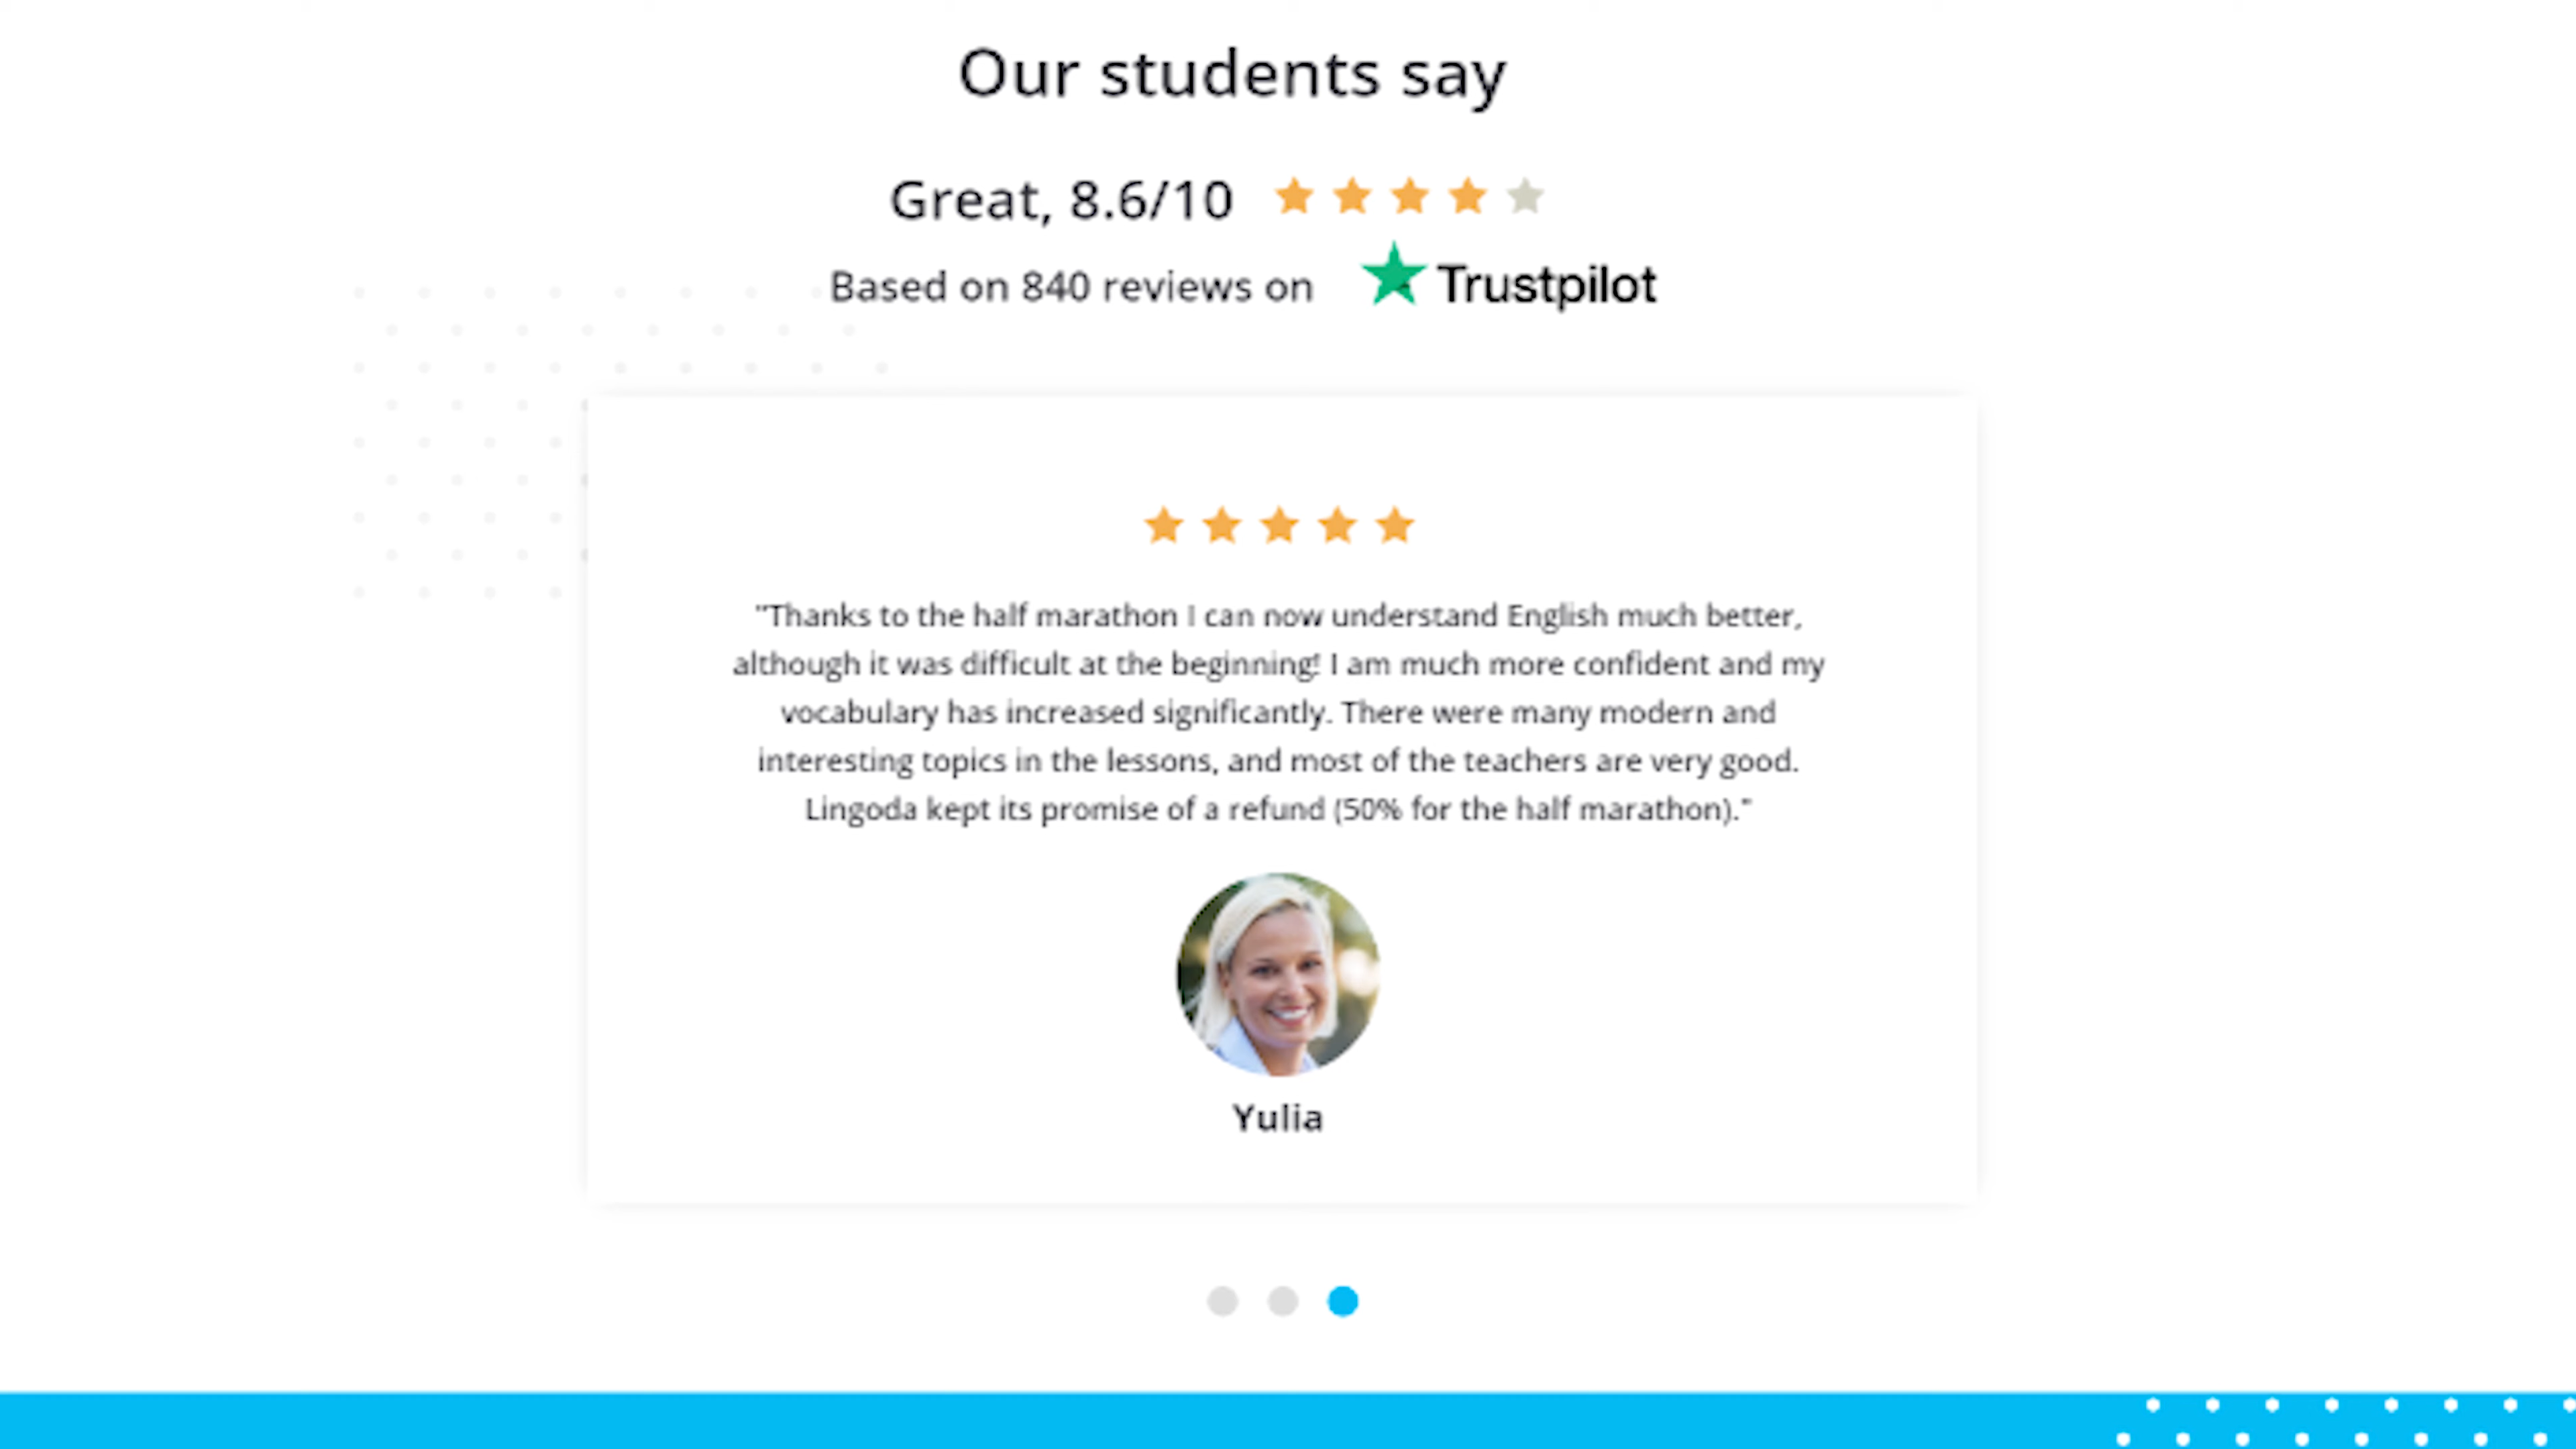 Our students say
Great, 8.6/10
Based on 840 reviews on Trustpilot
"Thanks to the half marathon I can now understand English much better,
although it was difficult at the beginning! I am much more confident and my
vocabulary has increased significantly. There were many modern and
interesting topics in the lessons, and most of the teachers are very good.
Lingoda kept its promise of a refund (50% for the half marathon)."
Yulia